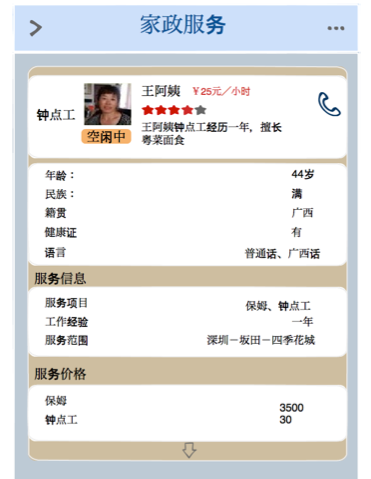 家政服务
王阿姨 ￥25元／小时
钟点工
王阿姨钟点工经历一年，擅长
粤菜面食
空闲中
年龄： 44岁
民族： 满
籍贯 广西
健康证 有
语言 普通话、广西话
服务信息
服务项目 保姆、钟点工
工作经验 一年
服务范围 深圳－坂田－四季花城
服务价格
保姆 3500
钟点工 30